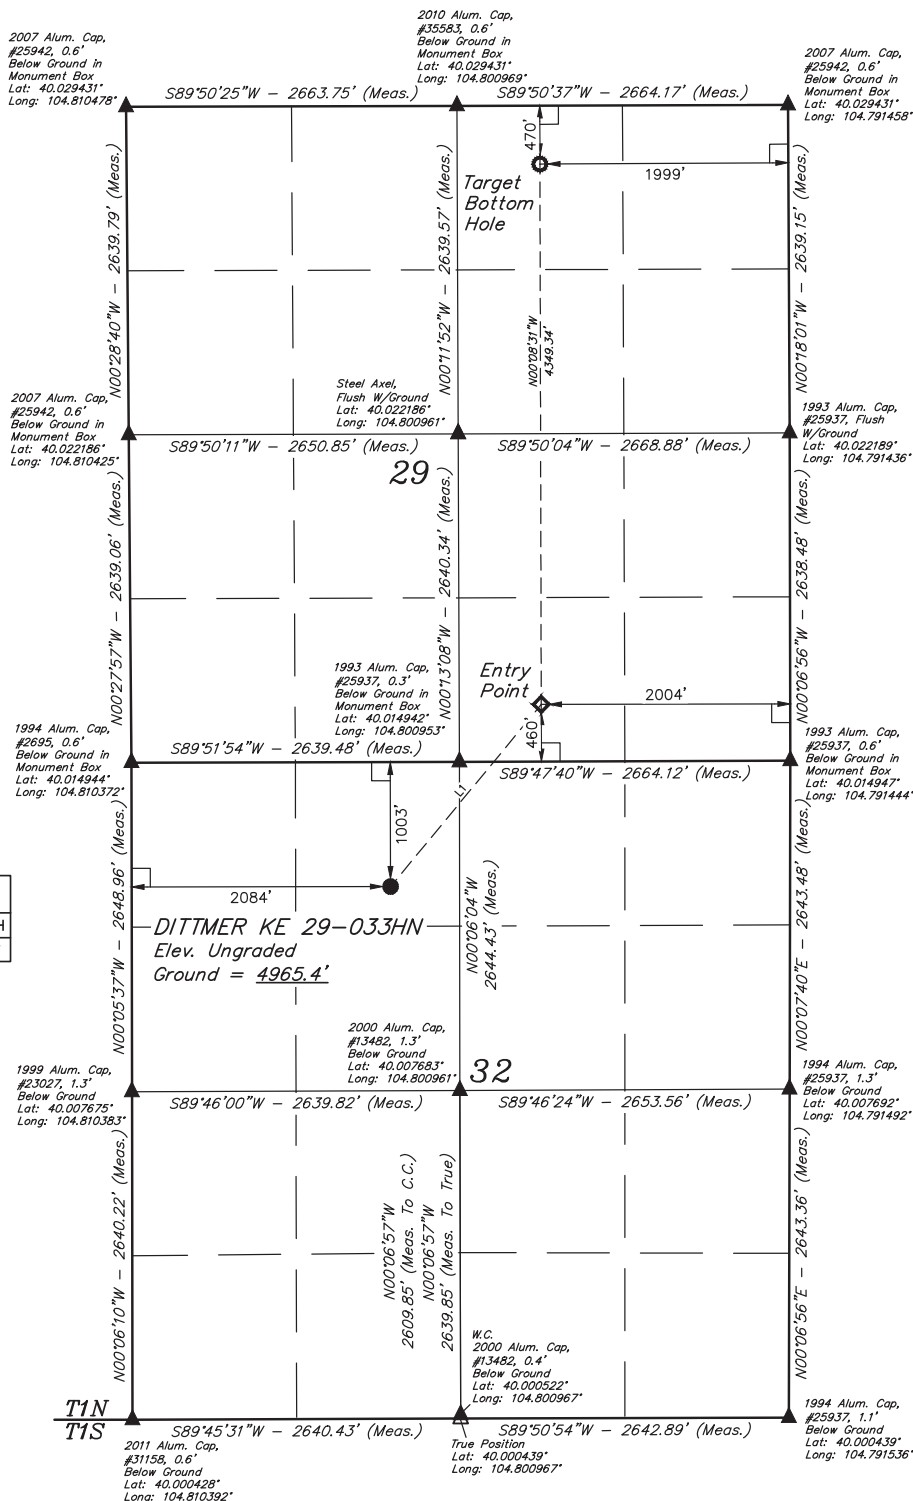 2010 Alum. Cap,
#35583, 0.6'
Below Ground in
Monument Box
Lat: 40.029431°
Long: 104.800969°
2007 Alum. Cap,
#25942, 0.6'
Below Ground in
Monument Box
Lat: 40.029431°
Long: 104.810478°
2007 Alum. Cap,
#25942, 0.6'
Below Ground in
Monument Box
Lat: 40.029431°
Long: 104.791458°
S89°50'25"W - 2663.75' (Meas.)
S89°50'37"W - 2664.17' (Meas.)
470'
1999'
Target
Bottom
Hole
N00°28'40"W - 2639.79' (Meas.)
N00°11'52"W - 2639.57' (Meas.)
N00°08'31"W
4349.34'
N00°18'01"W - 2639.15' (Meas.)
2007 Alum. Cap,
#25942, 0.6'
Below Ground in
Monument Box
Lat: 40.022186°
Long: 104.810425°
Steel Axel,
Flush W/Ground
Lat: 40.022186°
Long: 104.800961°
1993 Alum. Cap,
#25937, Flush
W/Ground
Lat: 40.022189°
Long: 104.791436°
S89°50'11"W - 2650.85' (Meas.)
S89°50'04"W - 2668.88' (Meas.)
29
N00°27'57"W - 2639.06' (Meas.)
N00°13'08"W - 2640.34' (Meas.)
N00°06'56"W - 2638.48' (Meas.)
1993 Alum. Cap,
#25937, 0.3'
Below Ground in
Monument Box
Lat: 40.014942°
Long: 104.800953°
Entry
Point
2004'
460'
1994 Alum. Cap,
#2695, 0.6'
Below Ground in
Monument Box
Lat: 40.014944°
Long: 104.810372°
1993 Alum. Cap,
#25937, 0.6'
Below Ground in
Monument Box
Lat: 40.014947°
Long: 104.791444°
S89°51'54"W - 2639.48' (Meas.)
S89°47'40"W - 2664.12' (Meas.)
L1
1003'
2084'
DITTMER KE 29-033HN
Elev. Ungraded
Ground = 4965.4'
N00°05'37"W - 2648.96' (Meas.)
N00°06'04"W
2644.43' (Meas.)
N00°07'40"E - 2643.48' (Meas.)
2000 Alum. Cap,
#13482, 1.3'
Below Ground
Lat: 40.007683°
Long: 104.800961°
32
1999 Alum. Cap,
#23027, 1.3'
Below Ground
Lat: 40.007675°
Long: 104.810383°
1994 Alum. Cap,
#25937, 1.3'
Below Ground
Lat: 40.007692°
Long: 104.791492°
S89°46'00"W - 2639.82' (Meas.)
S89°46'24"W - 2653.56' (Meas.)
N00°06'10"W - 2640.22' (Meas.)
N00°06'57"W
2609.85' (Meas. To C.C.)
N00°06'57"W
2639.85' (Meas. To True)
N00°06'56"E - 2643.36' (Meas.)
W.C.
2000 Alum. Cap,
#13482, 0.4'
Below Ground
Lat: 40.000522°
Long: 104.800967°
T1N
T1S
S89°45'31"W - 2640.43' (Meas.)
S89°50'54"W - 2642.89' (Meas.)
1994 Alum. Cap,
#25937, 1.1'
Below Ground
Lat: 40.000439°
Long: 104.791536°
2011 Alum. Cap,
#31158, 0.6'
Below Ground
Lat: 40.000428°
Long: 104.810392°
True Position
Lat: 40.000439°
Long: 104.800967°